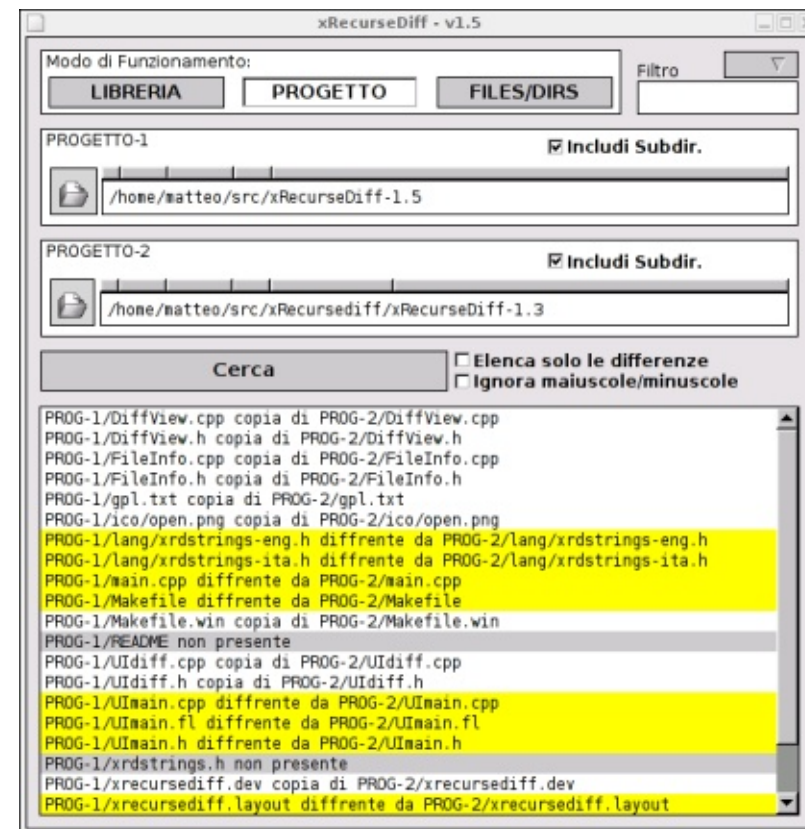 xRecurseDiff - v1.5
Modo di Funzionamento:
LIBRERIA PROGETTO FILES/DIRS
Filtro
PROGETTO-1
Includi Subdir.
/home/matteo/src/xRecurseDiff-1.5
PROGETTO-2
Includi Subdir.
/home/matteo/src/xRecursediff/xRecurseDiff-1.3
Cerca
Elenca solo le differenze
Ignora maiuscole/minuscole
PROG-1/DiffView.cpp copia di PROG-2/DiffView.cpp
PROG-1/DiffView.h copia di PROG-2/DiffView.h
PROG-1/FileInfo.cpp copia di PROG-2/FileInfo.cpp
PROG-1/FileInfo.h copia di PROG-2/FileInfo.h
PROG-1/gpl.txt copia di PROG-2/gpl.txt
PROG-1/ico/open.png copia di PROG-2/ico/open.png
PROG-1/lang/xrdstrings-eng.h diffrente da PROG-2/lang/xrdstrings-eng.h
PROG-1/lang/xrdstrings-ita.h diffrente da PROG-2/lang/xrdstrings-ita.h
PROG-1/main.cpp diffrente da PROG-2/main.cpp
PROG-1/Makefile diffrente da PROG-2/Makefile
PROG-1/Makefile.win copia di PROG-2/Makefile.win
PROG-1/README non presente
PROG-1/UIdiff.cpp copia di PROG-2/UIdiff.cpp
PROG-1/UIdiff.h copia di PROG-2/UIdiff.h
PROG-1/UImain.cpp diffrente da PROG-2/UImain.cpp
PROG-1/UImain.fl diffrente da PROG-2/UImain.fl
PROG-1/UImain.h diffrente da PROG-2/UImain.h
PROG-1/xrdstrings.h non presente
PROG-1/xrecursediff.dev copia di PROG-2/xrecursediff.dev
PROG-1/xrecursediff.layout diffrente da PROG-2/xrecursediff.layout